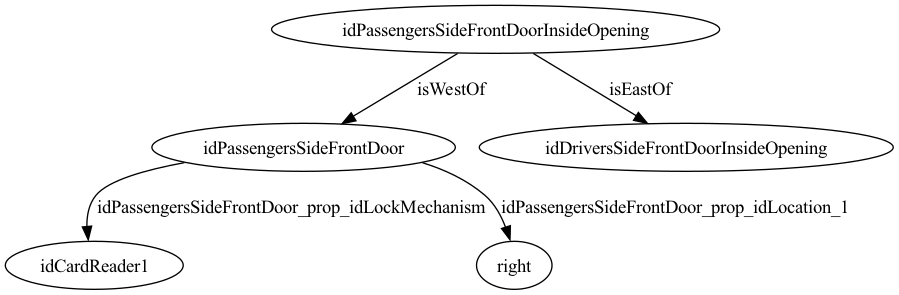 idPassengersSideFrontDoorInsideOpening
isWestOf
isEastOf
idPassengersSideFrontDoor
idDriversSideFrontDoorInsideOpening
idPassengersSideFrontDoor_prop_idLockMechanism
idPassengersSideFrontDoor_prop_idLocation_1
idCardReader1
right